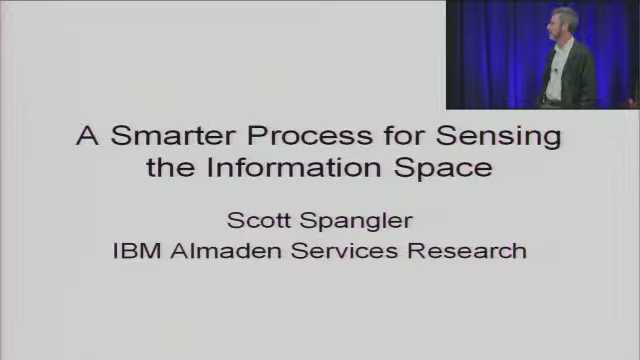 A Smarter Process for Sensing
the Information Space
Scott Spangler
IBM Almaden Services Research